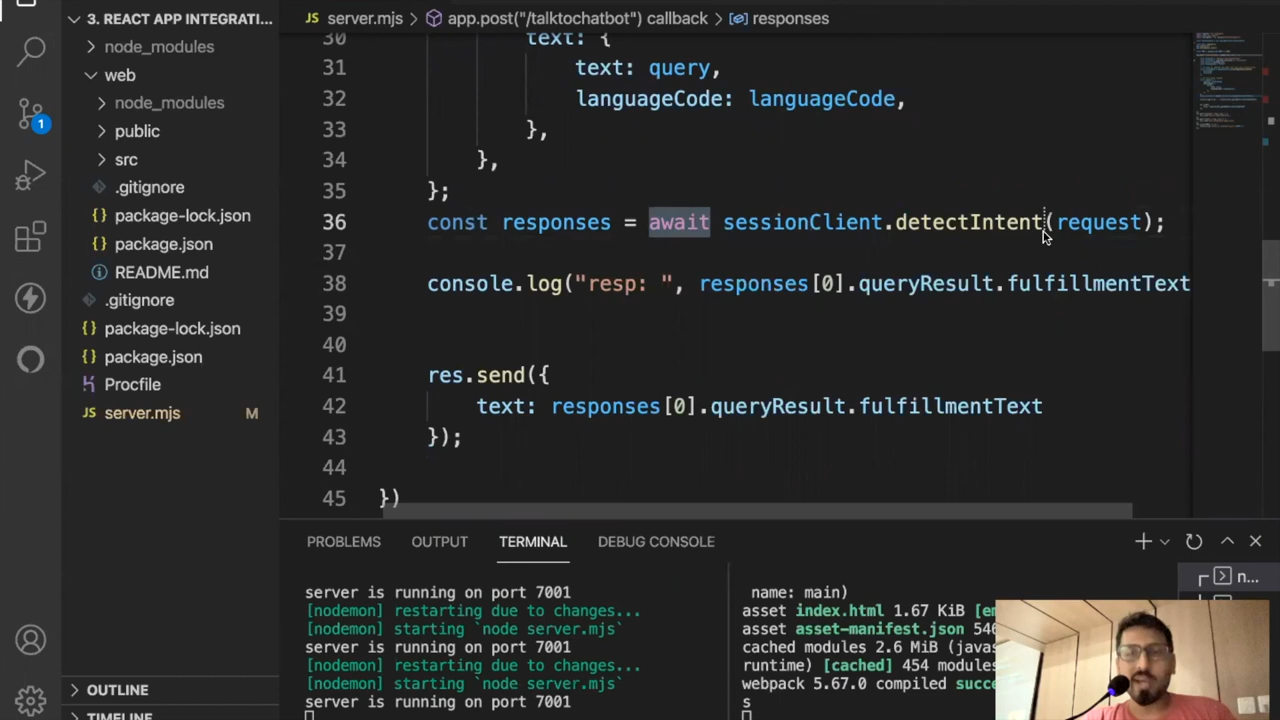 3. REACT APP INTEGRATI...
node_modules
web
node_modules
public
src
.gitignore
{} package-lock.json
{} package.json
README.md
.gitignore
{} package-lock.json
{} package.json
Procfile
JS server.mjs M
OUTLINE
TIMELINE
1
JS server.mjs > app.post("/talktochatbot") callback > responses
30 text: {
31 text: query,
32 languageCode: languageCode,
33 },
34 },
35 };
36 const responses = await sessionClient.detectIntent(request);
37
38 console.log("resp: ", responses[0].queryResult.fulfillmentText
39
40
41 res.send({
42 text: responses[0].queryResult.fulfillmentText
43 });
44
45 })
PROBLEMS OUTPUT TERMINAL DEBUG CONSOLE
server is running on port 7001
[nodemon] restarting due to changes...
[nodemon] starting `node server.mjs`
server is running on port 7001
[nodemon] restarting due to changes...
[nodemon] starting `node server.mjs`
server is running on port 7001
name: main)
asset index.html 1.67 KiB [em
asset asset-manifest.json 546
cached modules 2.6 MiB (javas
runtime) [cached] 454 modules
webpack 5.67.0 compiled succe
s
n...